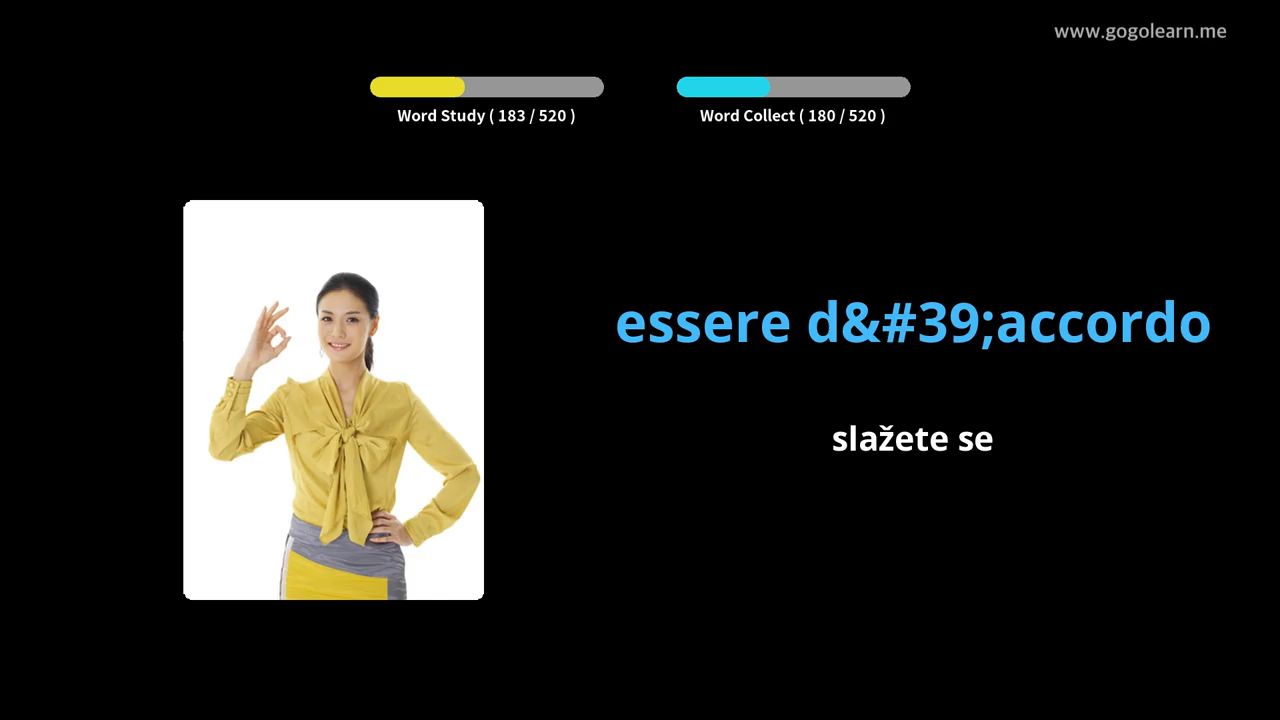 www.gogolearn.me
Word Study ( 183 / 520 )
Word Collect ( 180 / 520 )
essere d&#39;accordo
slažete se